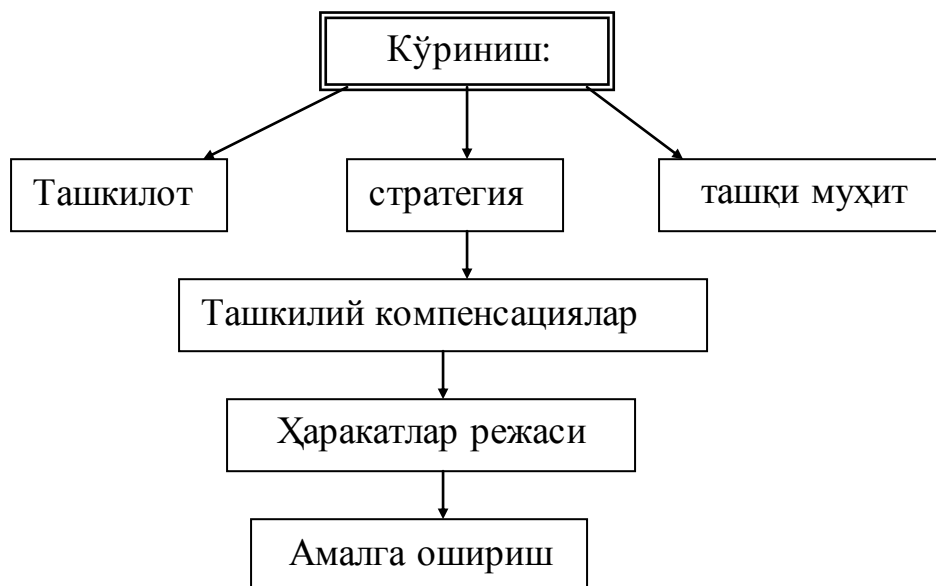 Кўриниш:
Ташкилот
стратегия
ташқи муҳит
Ташкилий компенсациялар
Ҳаракатлар режаси
Амалга ошириш